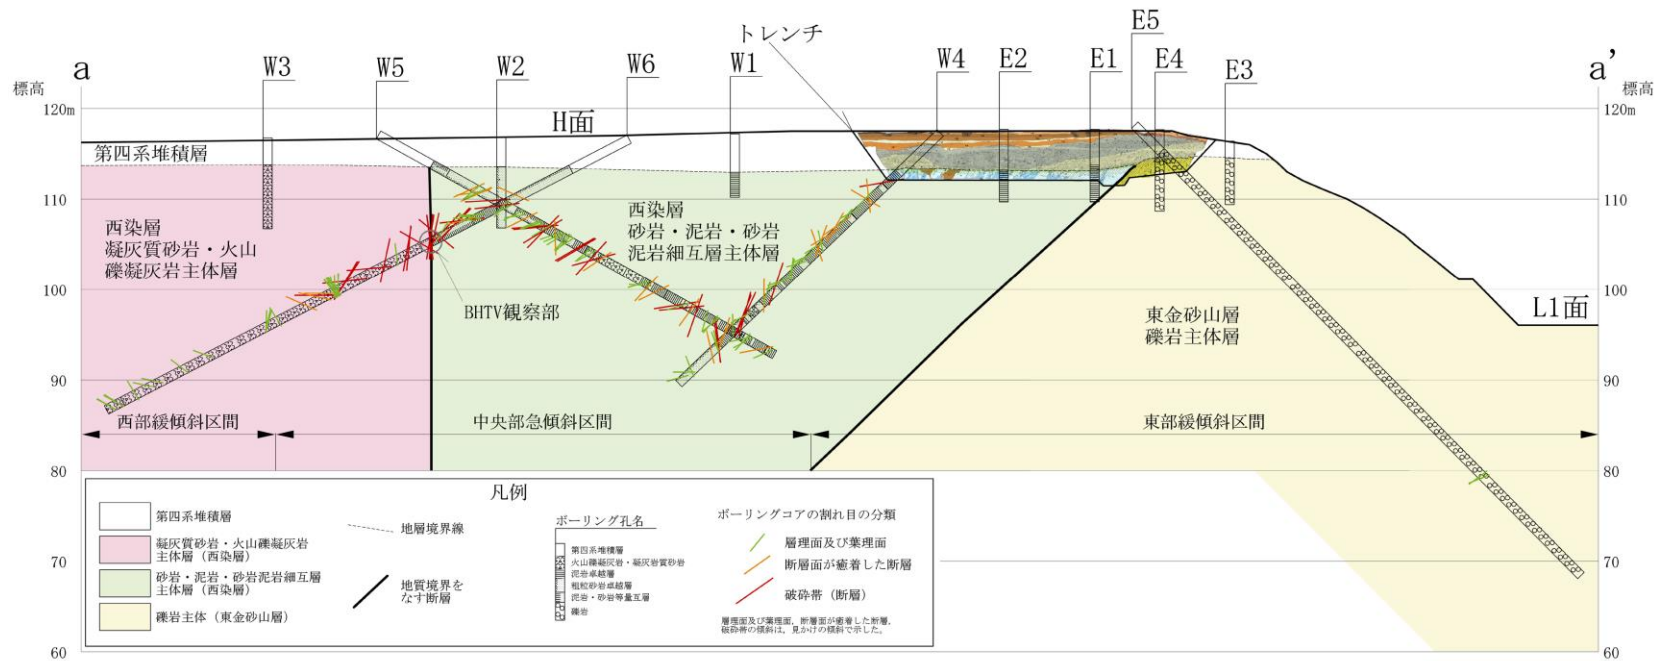 a
a’
標高
標高
W3
W5
W2
W6
W1
トレンチ
W4
E2
E1
E5
E4
E3
120m
120m
H面
第四系堆積層
110
110
西染層
凝灰質砂岩・火山
礫凝灰岩主体層
西染層
砂岩・泥岩・砂岩
泥岩細互層主体層
100
100
BHTV観察部
東金砂山層
礫岩主体層
L1面
90
90
西部緩傾斜区間
中央部急傾斜区間
東部緩傾斜区間
80
80
凡例
第四系堆積層
凝灰質砂岩・火山礫凝灰岩
主体層（西染層）
砂岩・泥岩・砂岩泥岩細互層
主体層（西染層）
礫岩主体（東金砂山層）
地層境界線
地質境界を
なす断層
ボーリング孔名
第四系堆積層
火山礫凝灰岩・凝灰岩質砂岩
泥岩卓越層
粗粒砂岩卓越層
泥岩・砂岩等量互層
礫岩
ボーリングコアの割れ目の分類
層理面及び葉理面
断層面が癒着した断層
破砕帯（断層）
層理面及び葉理面，断層面が癒着した断層，
破砕帯の傾斜は，見かけの傾斜で示した。
70
70
60
60